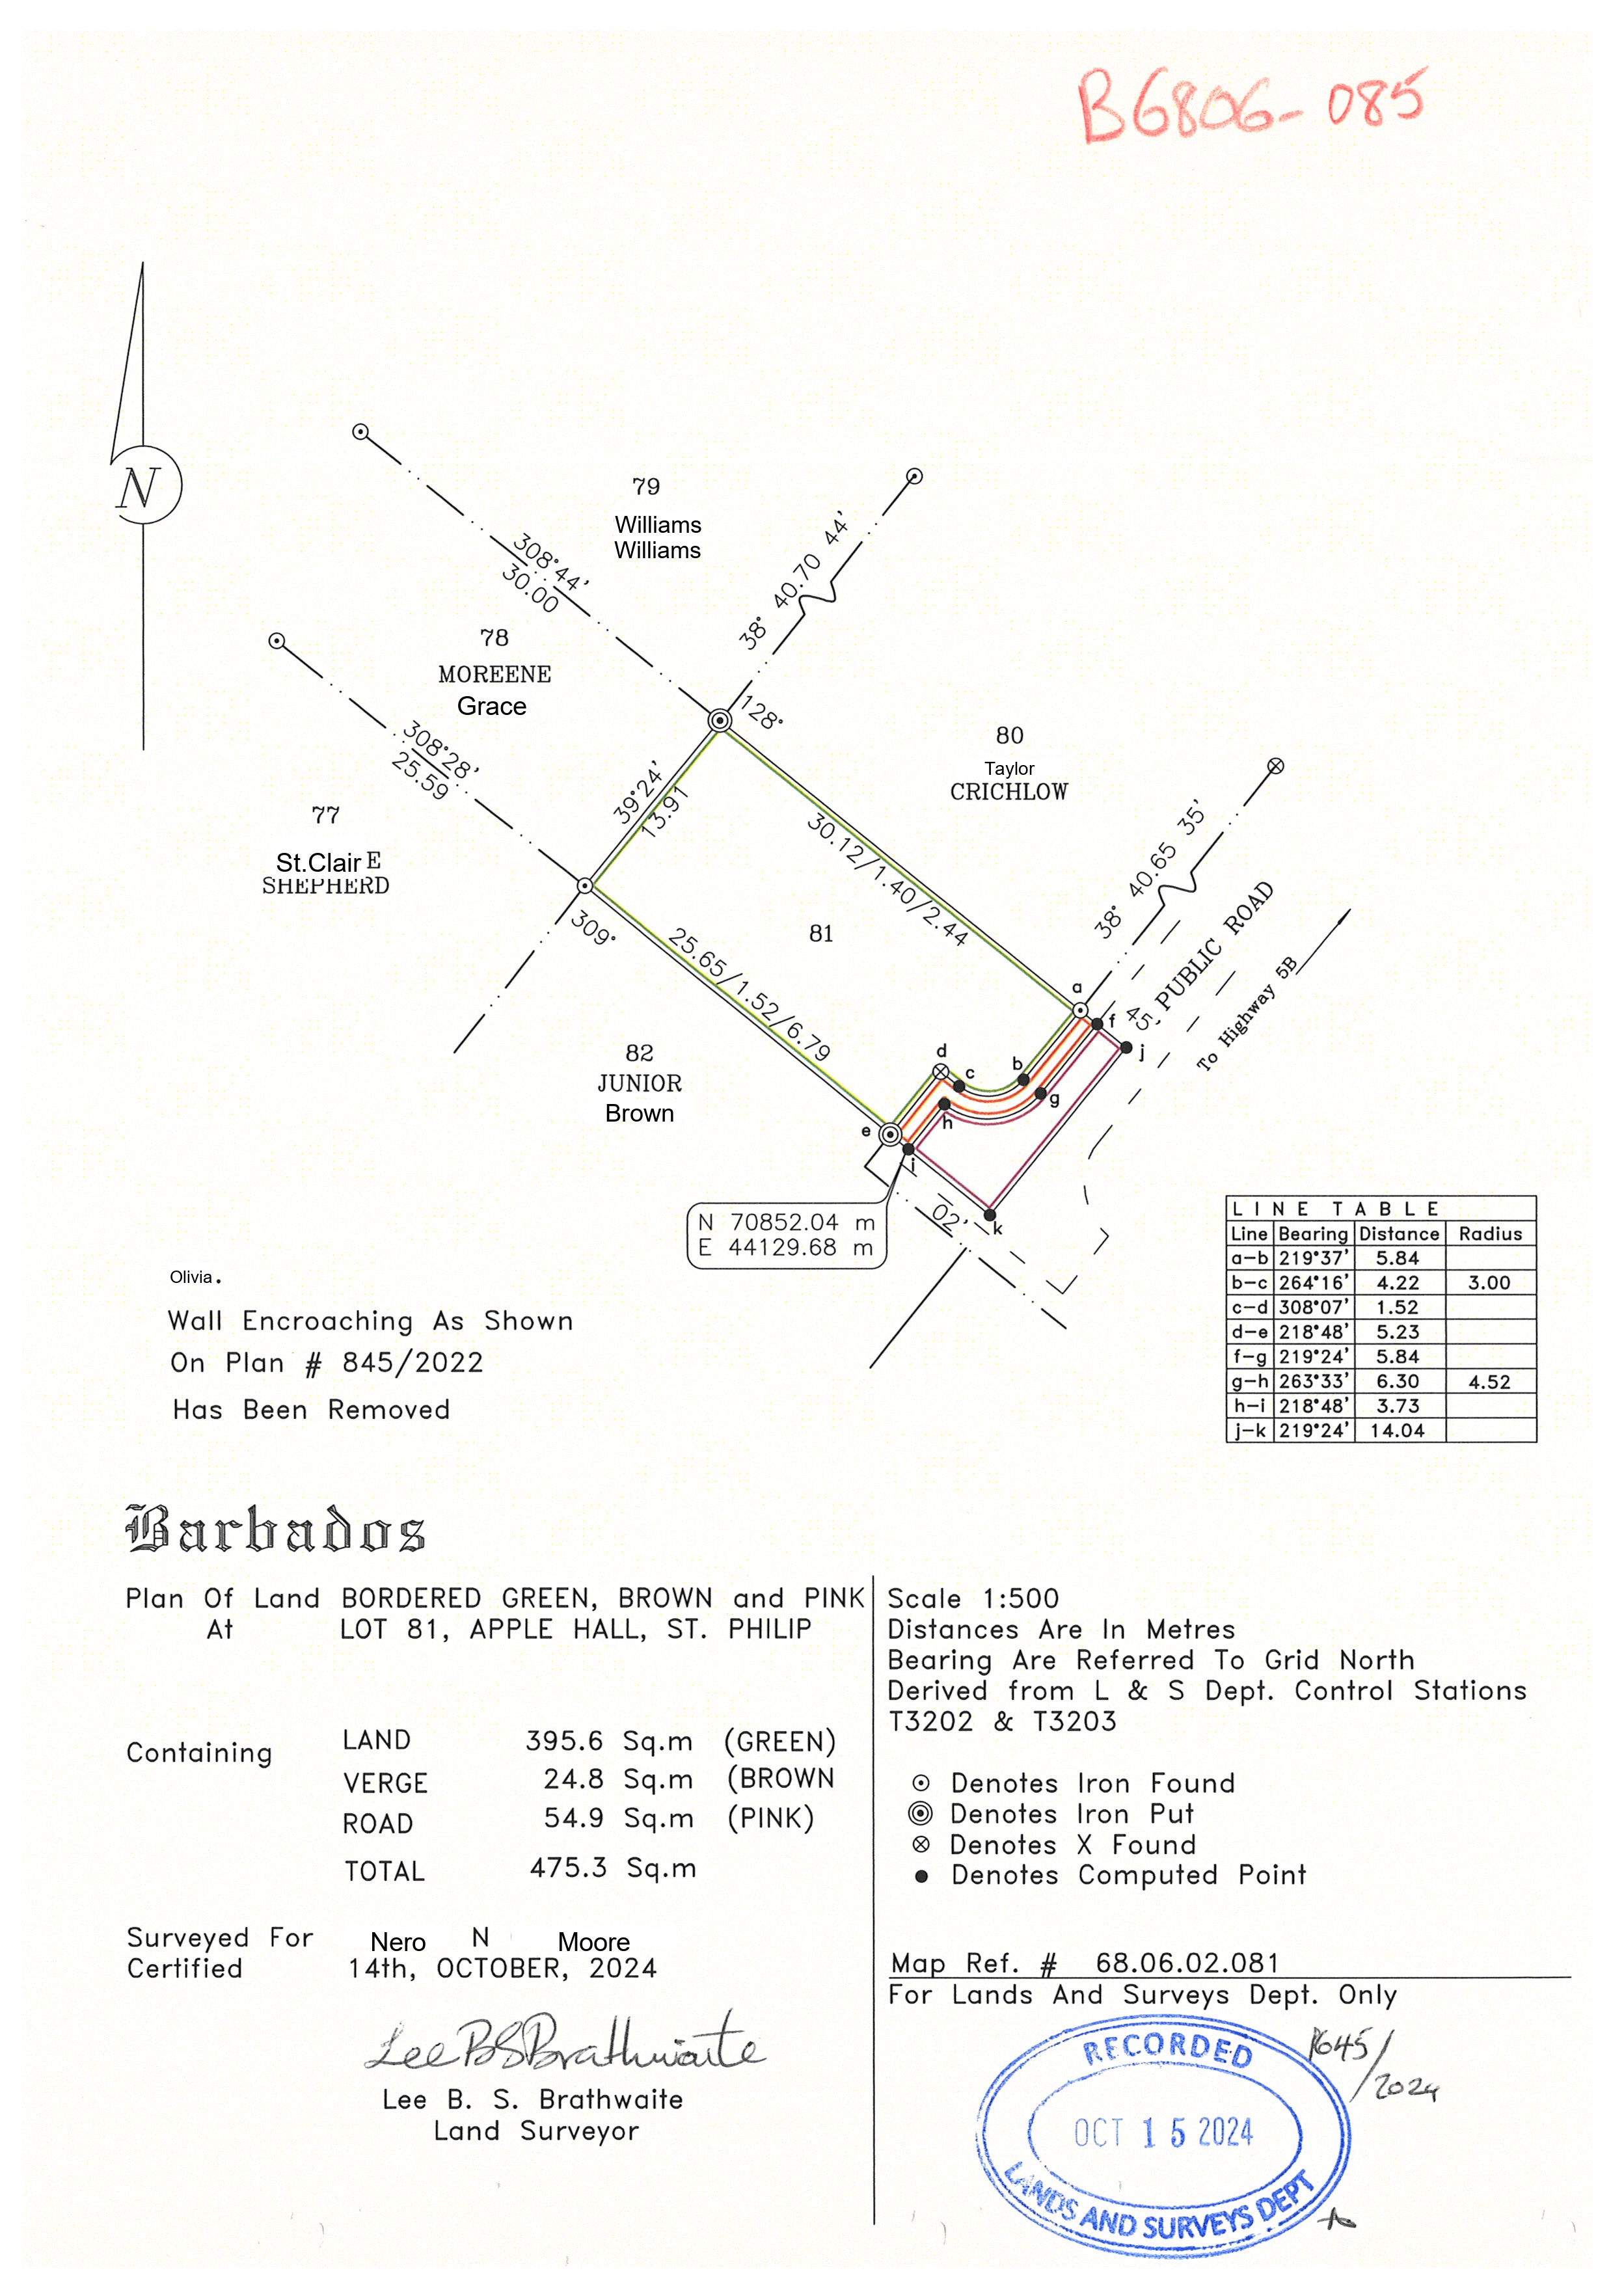 B6806-085
N
79
Williams
Williams
308°44'
30.00
38° 40.70 44'
78
MOREENE
Grace
308°28'
25.59
128°
80
Taylor
CRICHLOW
39°24'
13.91
77
St.Clair E
SHEPHERD
30.12/1.40/2.44
38° 40.65 35'
309°
81
25.65/1.52/6.79
PUBLIC ROAD
To Highway 5B
a
45'
f
j
82
JUNIOR
Brown
d
c
b
g
h
e
i
02'
k
N 70852.04 m
E 44129.68 m
LINE TABLE
Line Bearing Distance Radius
a-b 219°37' 5.84
b-c 264°16' 4.22 3.00
c-d 308°07' 1.52
d-e 218°48' 5.23
f-g 219°24' 5.84
g-h 263°33' 6.30 4.52
h-i 218°48' 3.73
j-k 219°24' 14.04
Olivia.
Wall Encroaching As Shown
On Plan # 845/2022
Has Been Removed
Barbados
Plan Of Land BORDERED GREEN, BROWN and PINK
At LOT 81, APPLE HALL, ST. PHILIP
Containing
LAND 395.6 Sq.m (GREEN)
VERGE 24.8 Sq.m (BROWN
ROAD 54.9 Sq.m (PINK)
TOTAL 475.3 Sq.m
Surveyed For Nero N Moore
Certified 14th, OCTOBER, 2024
Lee B S Brathwaite
Lee B. S. Brathwaite
Land Surveyor
Scale 1:500
Distances Are In Metres
Bearing Are Referred To Grid North
Derived from L & S Dept. Control Stations
T3202 & T3203
Denotes Iron Found
Denotes Iron Put
Denotes X Found
Denotes Computed Point
Map Ref. # 68.06.02.081
For Lands And Surveys Dept. Only
RECORDED
OCT 15 2024
LANDS AND SURVEYS DEPT
1645/
2024